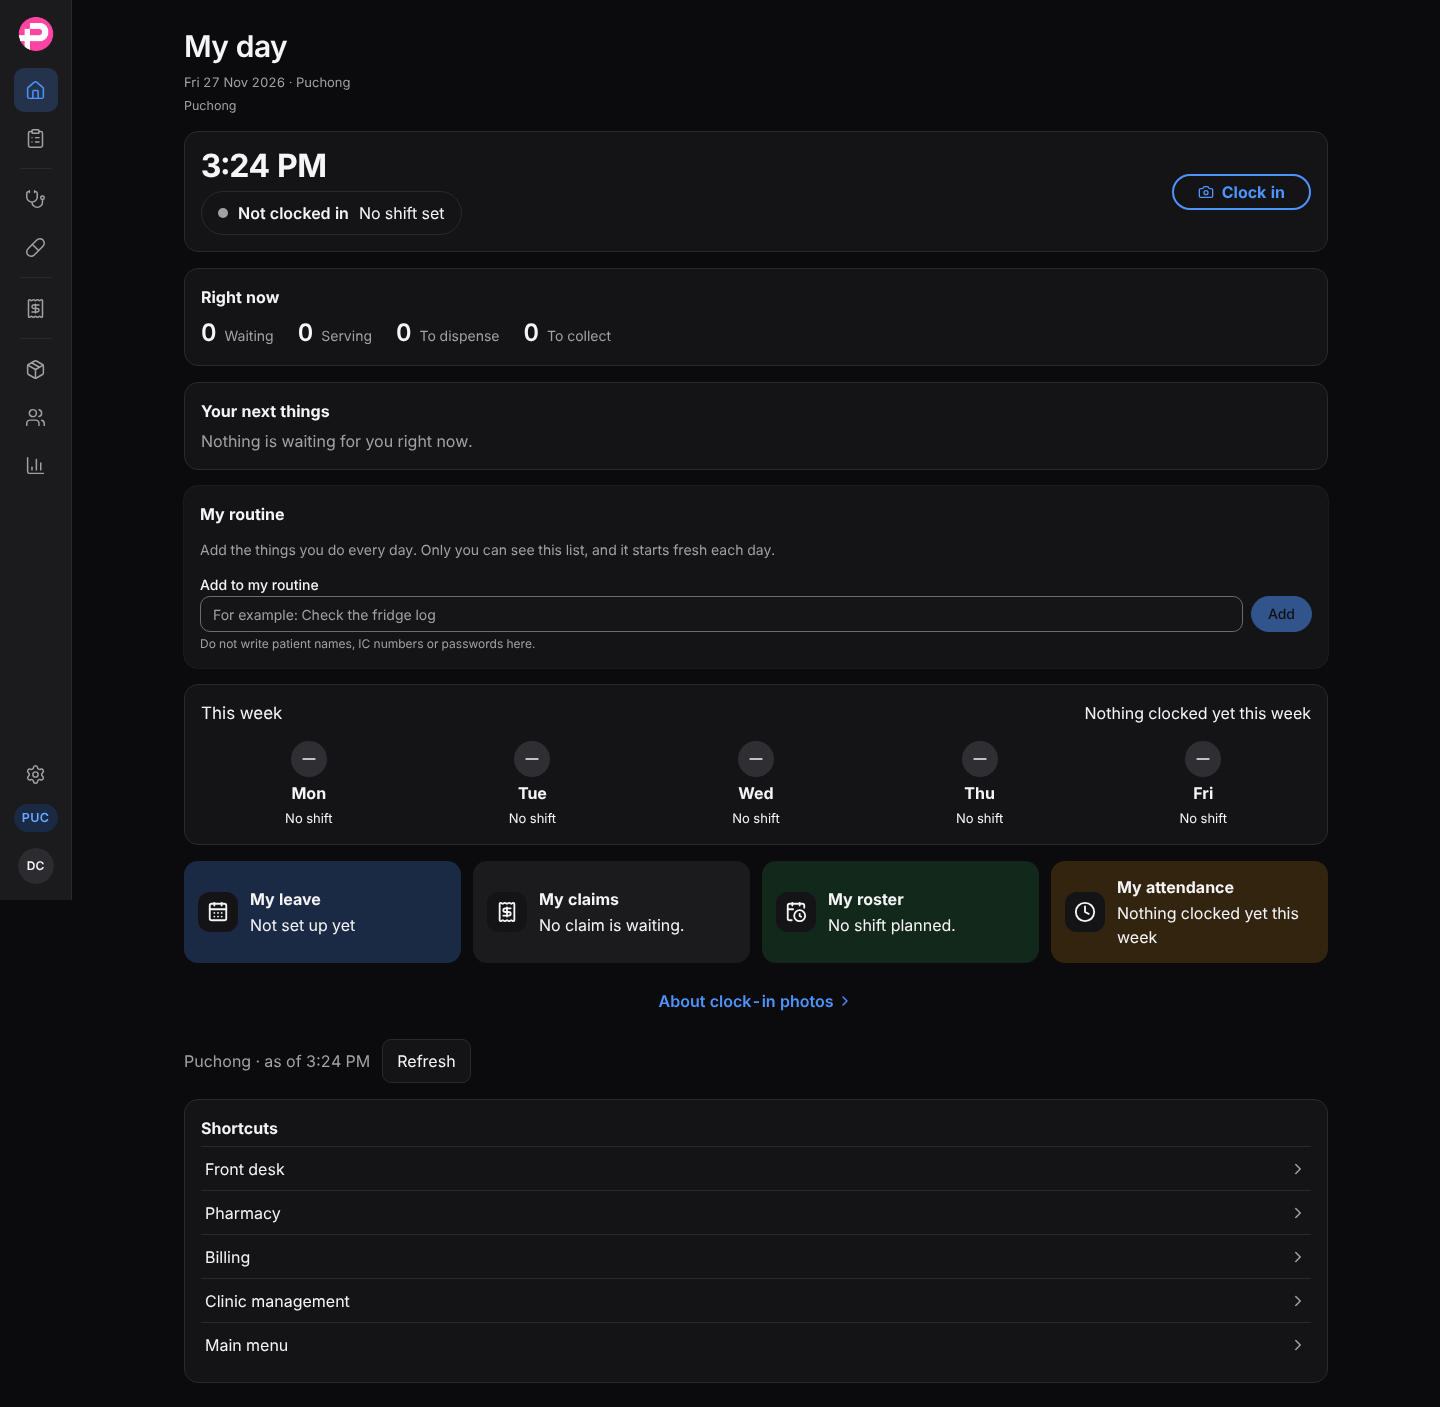 My day
Fri 27 Nov 2026 · Puchong
Puchong
3:24 PM
Not clocked in No shift set
Clock in
Right now
0 Waiting 0 Serving 0 To dispense 0 To collect
Your next things
Nothing is waiting for you right now.
My routine
Add the things you do every day. Only you can see this list, and it starts fresh each day.
Add to my routine
For example: Check the fridge log
Add
Do not write patient names, IC numbers or passwords here.
This week
Nothing clocked yet this week
Mon
No shift
Tue
No shift
Wed
No shift
Thu
No shift
Fri
No shift
My leave
Not set up yet
My claims
No claim is waiting.
My roster
No shift planned.
My attendance
Nothing clocked yet this
week
About clock-in photos
Puchong · as of 3:24 PM
Refresh
Shortcuts
Front desk
Pharmacy
Billing
Clinic management
Main menu
PUC
DC